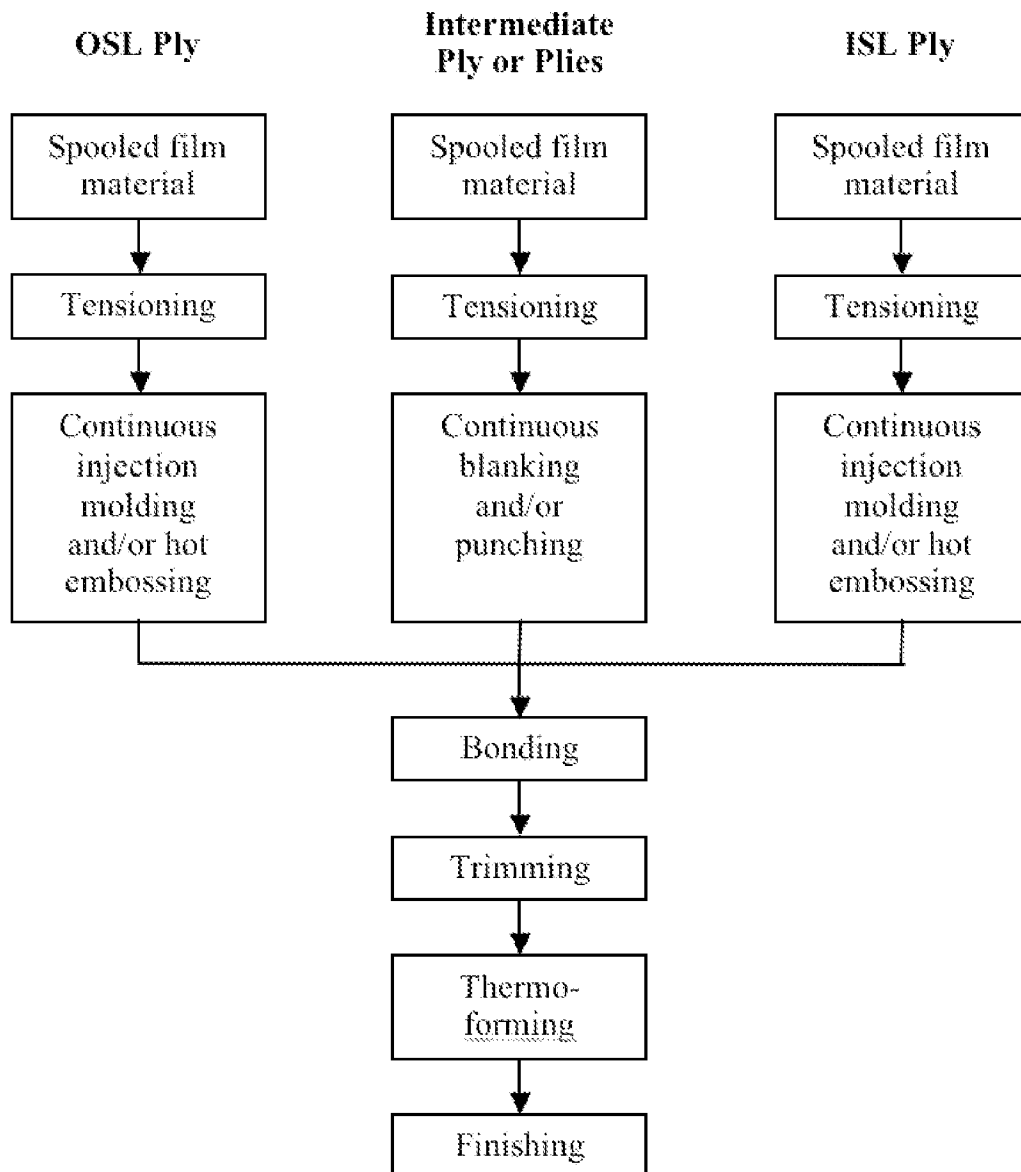 OSL Ply
Intermediate
Ply or Plies
ISL Ply
Spooled film
material
Spooled film
material
Spooled film
material
Tensioning
Tensioning
Tensioning
Continuous
injection
molding
and/or hot
embossing
Continuous
blanking
and/or
punching
Continuous
injection
molding
and/or hot
embossing
Bonding
Trimming
Thermo-
forming
Finishing